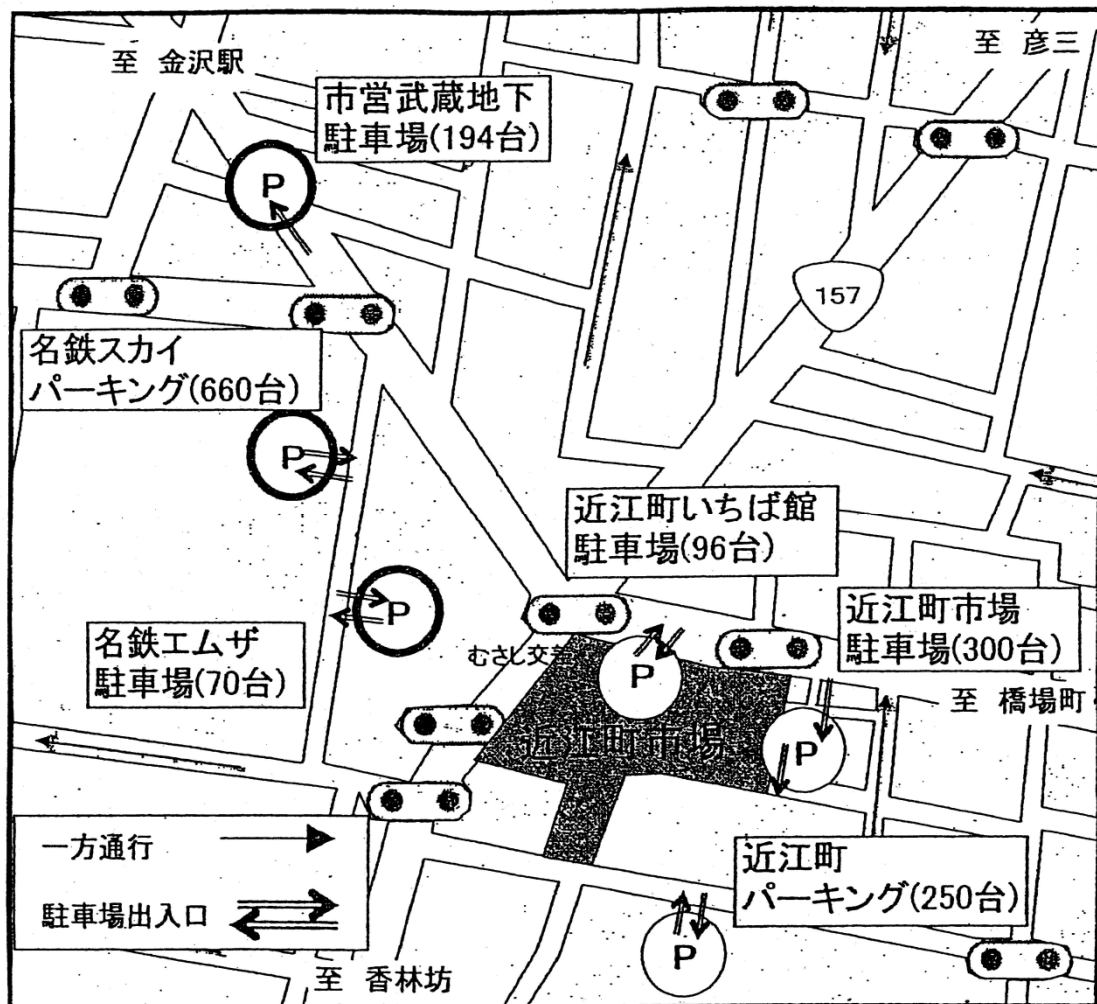 至 金沢駅
至 彦三
市営武蔵地下
駐車場(194台)
P
157
名鉄スカイ
パーキング(660台)
P
近江町いちば館
駐車場(96台)
近江町市場
駐車場(300台)
P
名鉄エムザ
駐車場(70台)
むさし交差
P
至 橋場町
近江町市場
P
一方通行
駐車場出入口
近江町
パーキング(250台)
P
至 香林坊